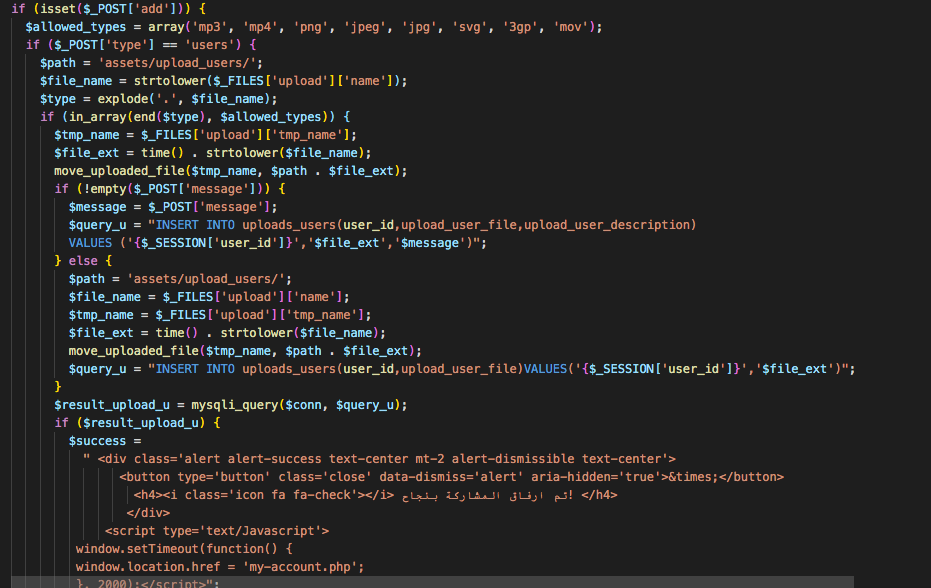 if (isset($_POST['add'])) {
$allowed_types = array('mp3', 'mp4', 'png', 'jpeg', 'jpg', 'svg', '3gp', 'mov');
if ($_POST['type'] == 'users') {
$path = 'assets/upload_users/';
$file_name = strtolower($_FILES['upload']['name']);
$type = explode('.', $file_name);
if (in_array(end($type), $allowed_types)) {
$tmp_name = $_FILES['upload']['tmp_name'];
$file_ext = time() . strtolower($file_name);
move_uploaded_file($tmp_name, $path . $file_ext);
if (!empty($_POST['message'])) {
$message = $_POST['message'];
$query_u = "INSERT INTO uploads_users(user_id,upload_user_file,upload_user_description)
VALUES ('{$_SESSION['user_id']}','$file_ext','$message')";
} else {
$path = 'assets/upload_users/';
$file_name = $_FILES['upload']['name'];
$tmp_name = $_FILES['upload']['tmp_name'];
$file_ext = time() . strtolower($file_name);
move_uploaded_file($tmp_name, $path . $file_ext);
$query_u = "INSERT INTO uploads_users(user_id,upload_user_file)VALUES('{$_SESSION['user_id']}','$file_ext')";
}
$result_upload_u = mysqli_query($conn, $query_u);
if ($result_upload_u) {
$success =
" <div class='alert alert-success text-center mt-2 alert-dismissible text-center'>
<button type='button' class='close' data-dismiss='alert' aria-hidden='true'>&times;</button>
<h4><i class='icon fa fa-check'></i> تم ارفاق المشاركة بنجاح! </h4>
</div>
<script type='text/Javascript'>
window.setTimeout(function() {
window.location.href = 'my-account.php';
}, 2000);</script>";